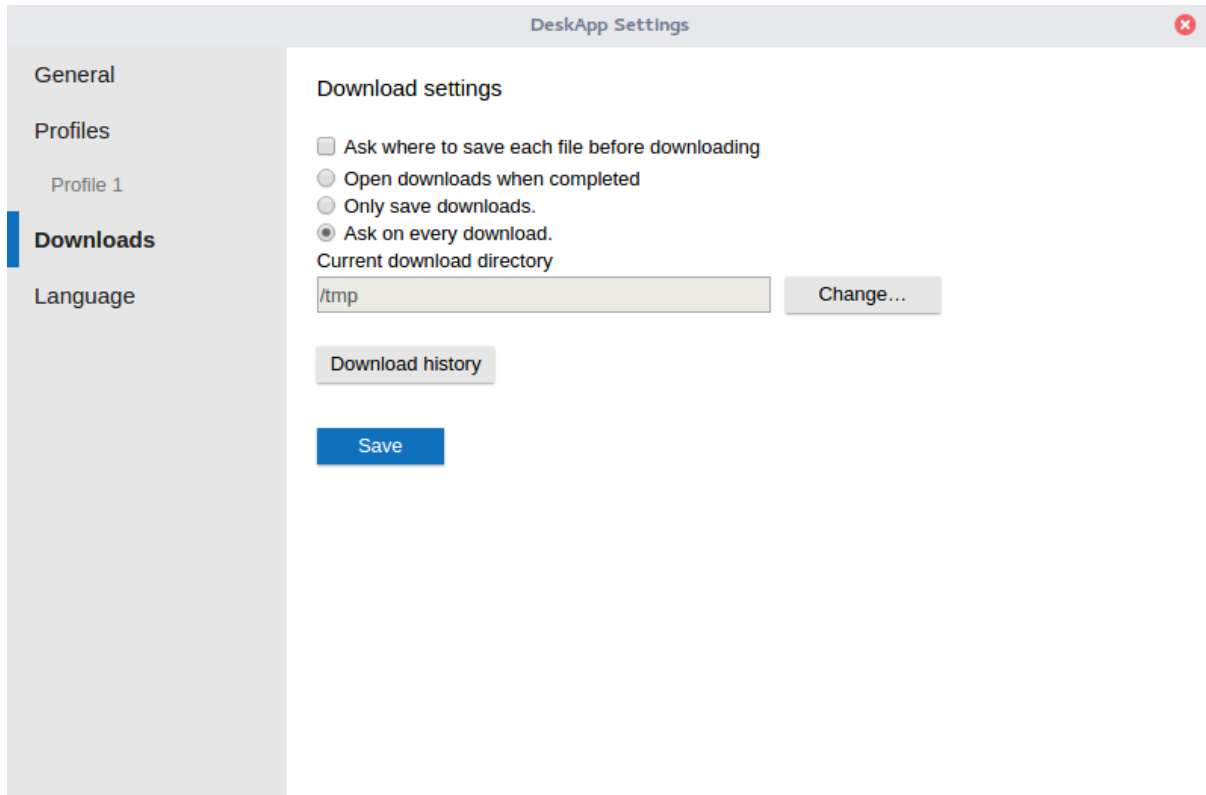 DeskApp Settings
General
Profiles
Profile 1
Downloads
Language
Download settings
Ask where to save each file before downloading
Open downloads when completed
Only save downloads.
Ask on every download.
Current download directory
/tmp
Change…
Download history
Save